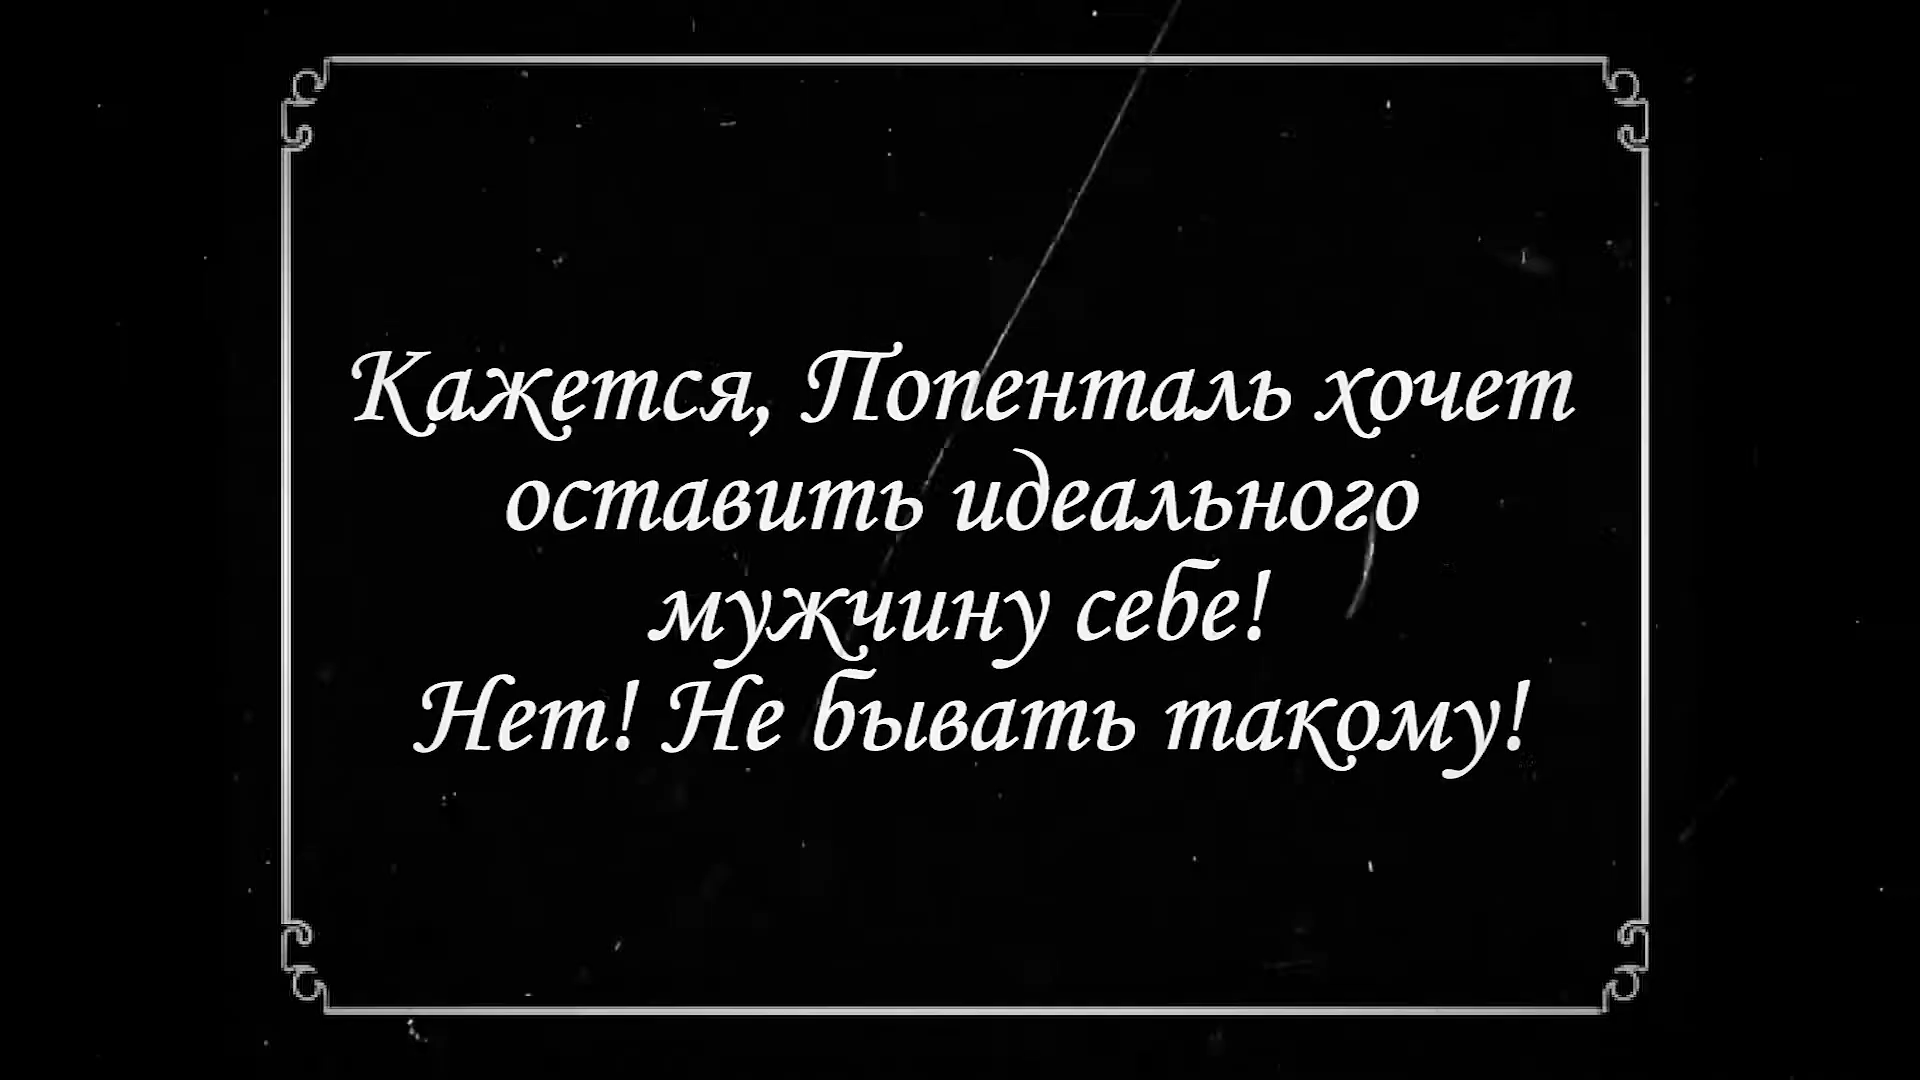 Кажется, Попенталь хочет
оставить идеального
мужчину себе!
Нет! Не бывать такому!